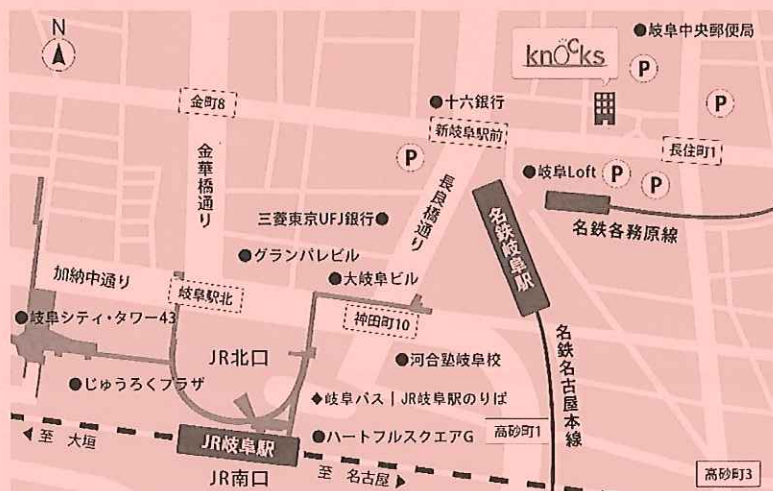 N
岐阜中央郵便局
knocks
P
P
金町8
十六銀行
新岐阜駅前
長住町1
P
金華橋通り
長良橋通り
岐阜Loft
P
P
三菱東京UFJ銀行
名鉄岐阜駅
名鉄各務原線
グランパレビル
加納中通り
大岐阜ビル
岐阜駅北
神田町10
岐阜シティ・タワー43
JR北口
河合塾岐阜校
名鉄名古屋本線
じゅうろくプラザ
岐阜バス | JR岐阜駅のりば
高砂町1
至 大垣
JR岐阜駅
ハートフルスクエアG
JR南口
至 名古屋
高砂町3